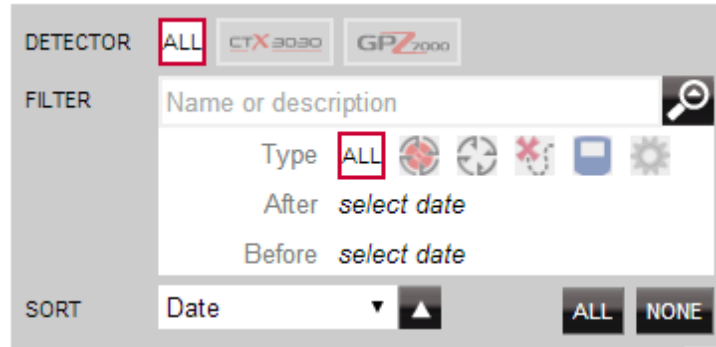 DETECTOR ALL CTX 3030 GPZ 7000
FILTER Name or description
Type ALL
After select date
Before select date
SORT Date ALL NONE